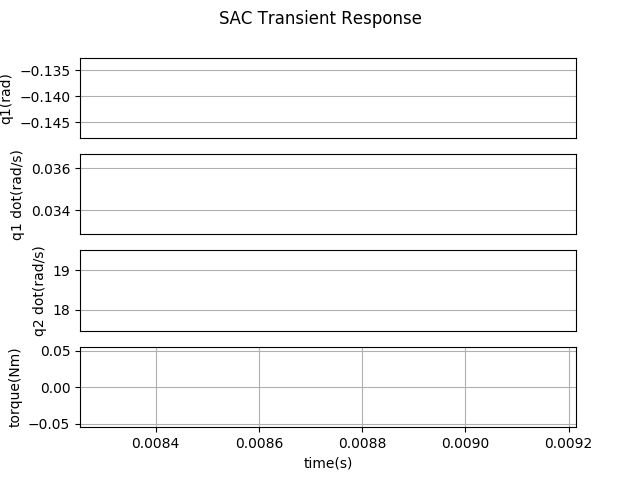 SAC Transient Response
q1(rad)
−0.135
−0.140
−0.145
q1 dot(rad/s)
0.036
0.034
q2 dot(rad/s)
19
18
torque(Nm)
0.05
0.00
−0.05
0.0084 0.0086 0.0088 0.0090 0.0092
time(s)